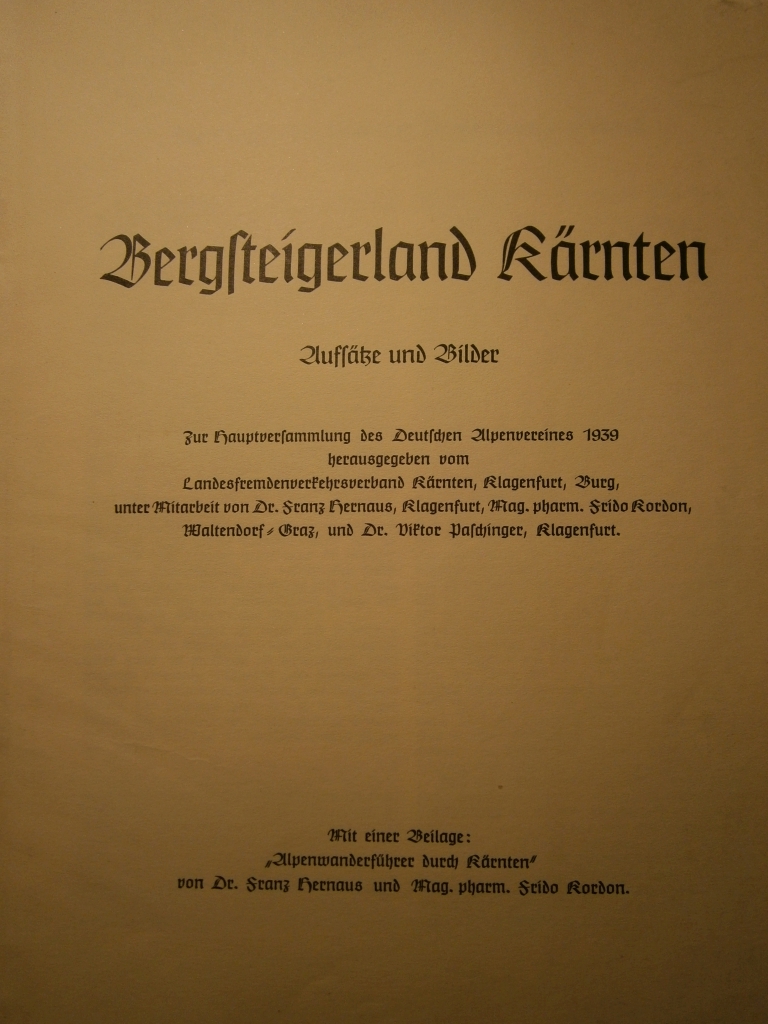 Bergsteigerland Kärnten
Aufsätze und Bilder
Zur Hauptversammlung des Deutschen Alpenvereines 1939
herausgegeben vom
Landesfremdenverkehrsverband Kärnten, Klagenfurt, Burg,
unter Mitarbeit von Dr. Franz Hernaus, Klagenfurt, Mag. pharm. Frido Kordon,
Waltendorf-Graz, und Dr. Viktor Paschinger, Klagenfurt.
Mit einer Beilage:
„Alpenwanderführer durch Kärnten"
von Dr. Franz Hernaus und Mag. pharm. Frido Kordon.